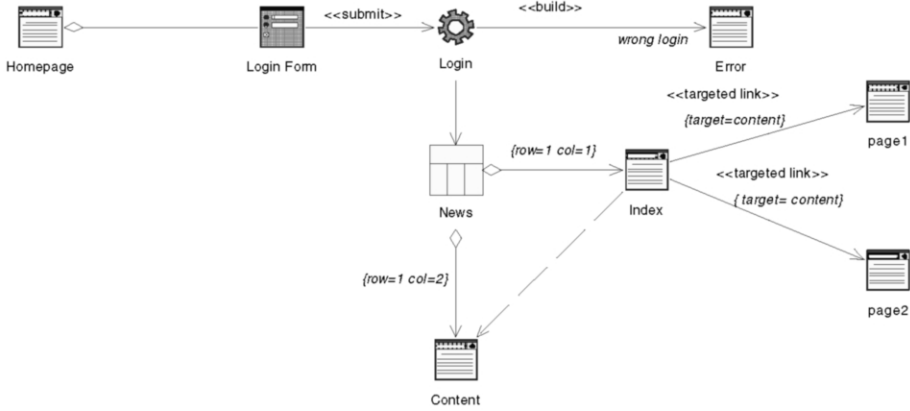 <<submit>>
<<build>>
wrong login
Homepage
Login Form
Login
Error
<<targeted link>>
{target=content}
page1
{row=1 col=1}
<<targeted link>>
{ target= content}
News
Index
{row=1 col=2}
page2
Content